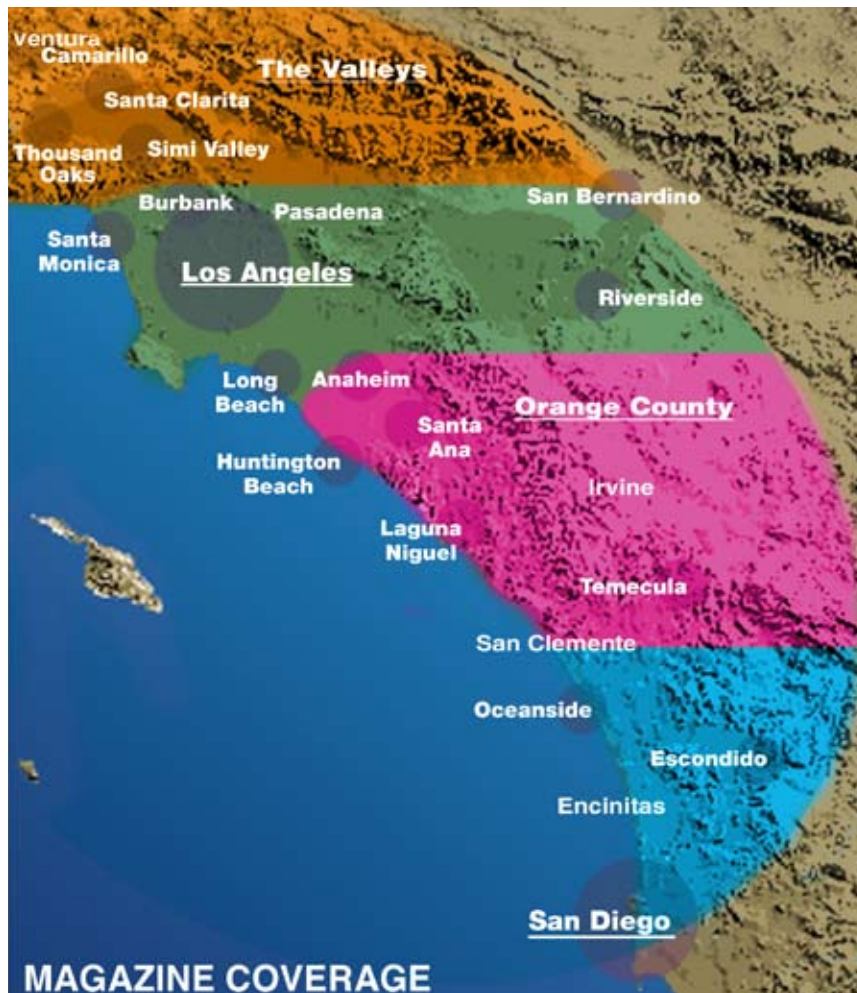 Ventura
Camarillo
The Valleys
Santa Clarita
Thousand
Oaks
Simi Valley
San Bernardino
Burbank
Pasadena
Santa
Monica
Los Angeles
Riverside
Long
Beach
Anaheim
Orange County
Santa
Ana
Huntington
Beach
Irvine
Laguna
Niguel
Temecula
San Clemente
Oceanside
Escondido
Encinitas
San Diego
MAGAZINE COVERAGE